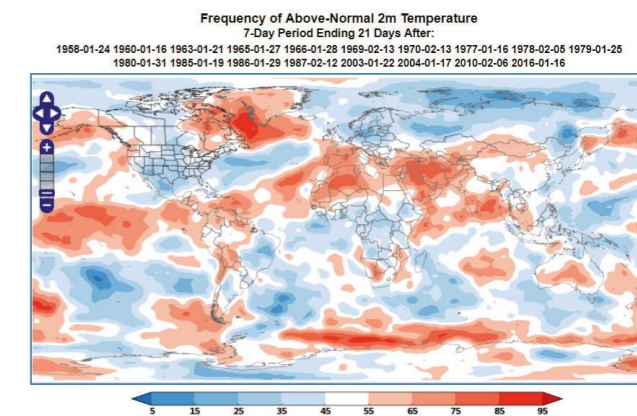 Frequency of Above-Normal 2m Temperature
7-Day Period Ending 21 Days After:
1958-01-24 1960-01-16 1963-01-21 1965-01-27 1966-01-28 1969-02-13 1970-02-13 1977-01-16 1978-02-05 1979-01-25
1980-01-31 1985-01-19 1986-01-29 1987-02-12 2003-01-22 2004-01-17 2010-02-06 2016-01-16
5 15 25 35 45 55 65 75 85 95